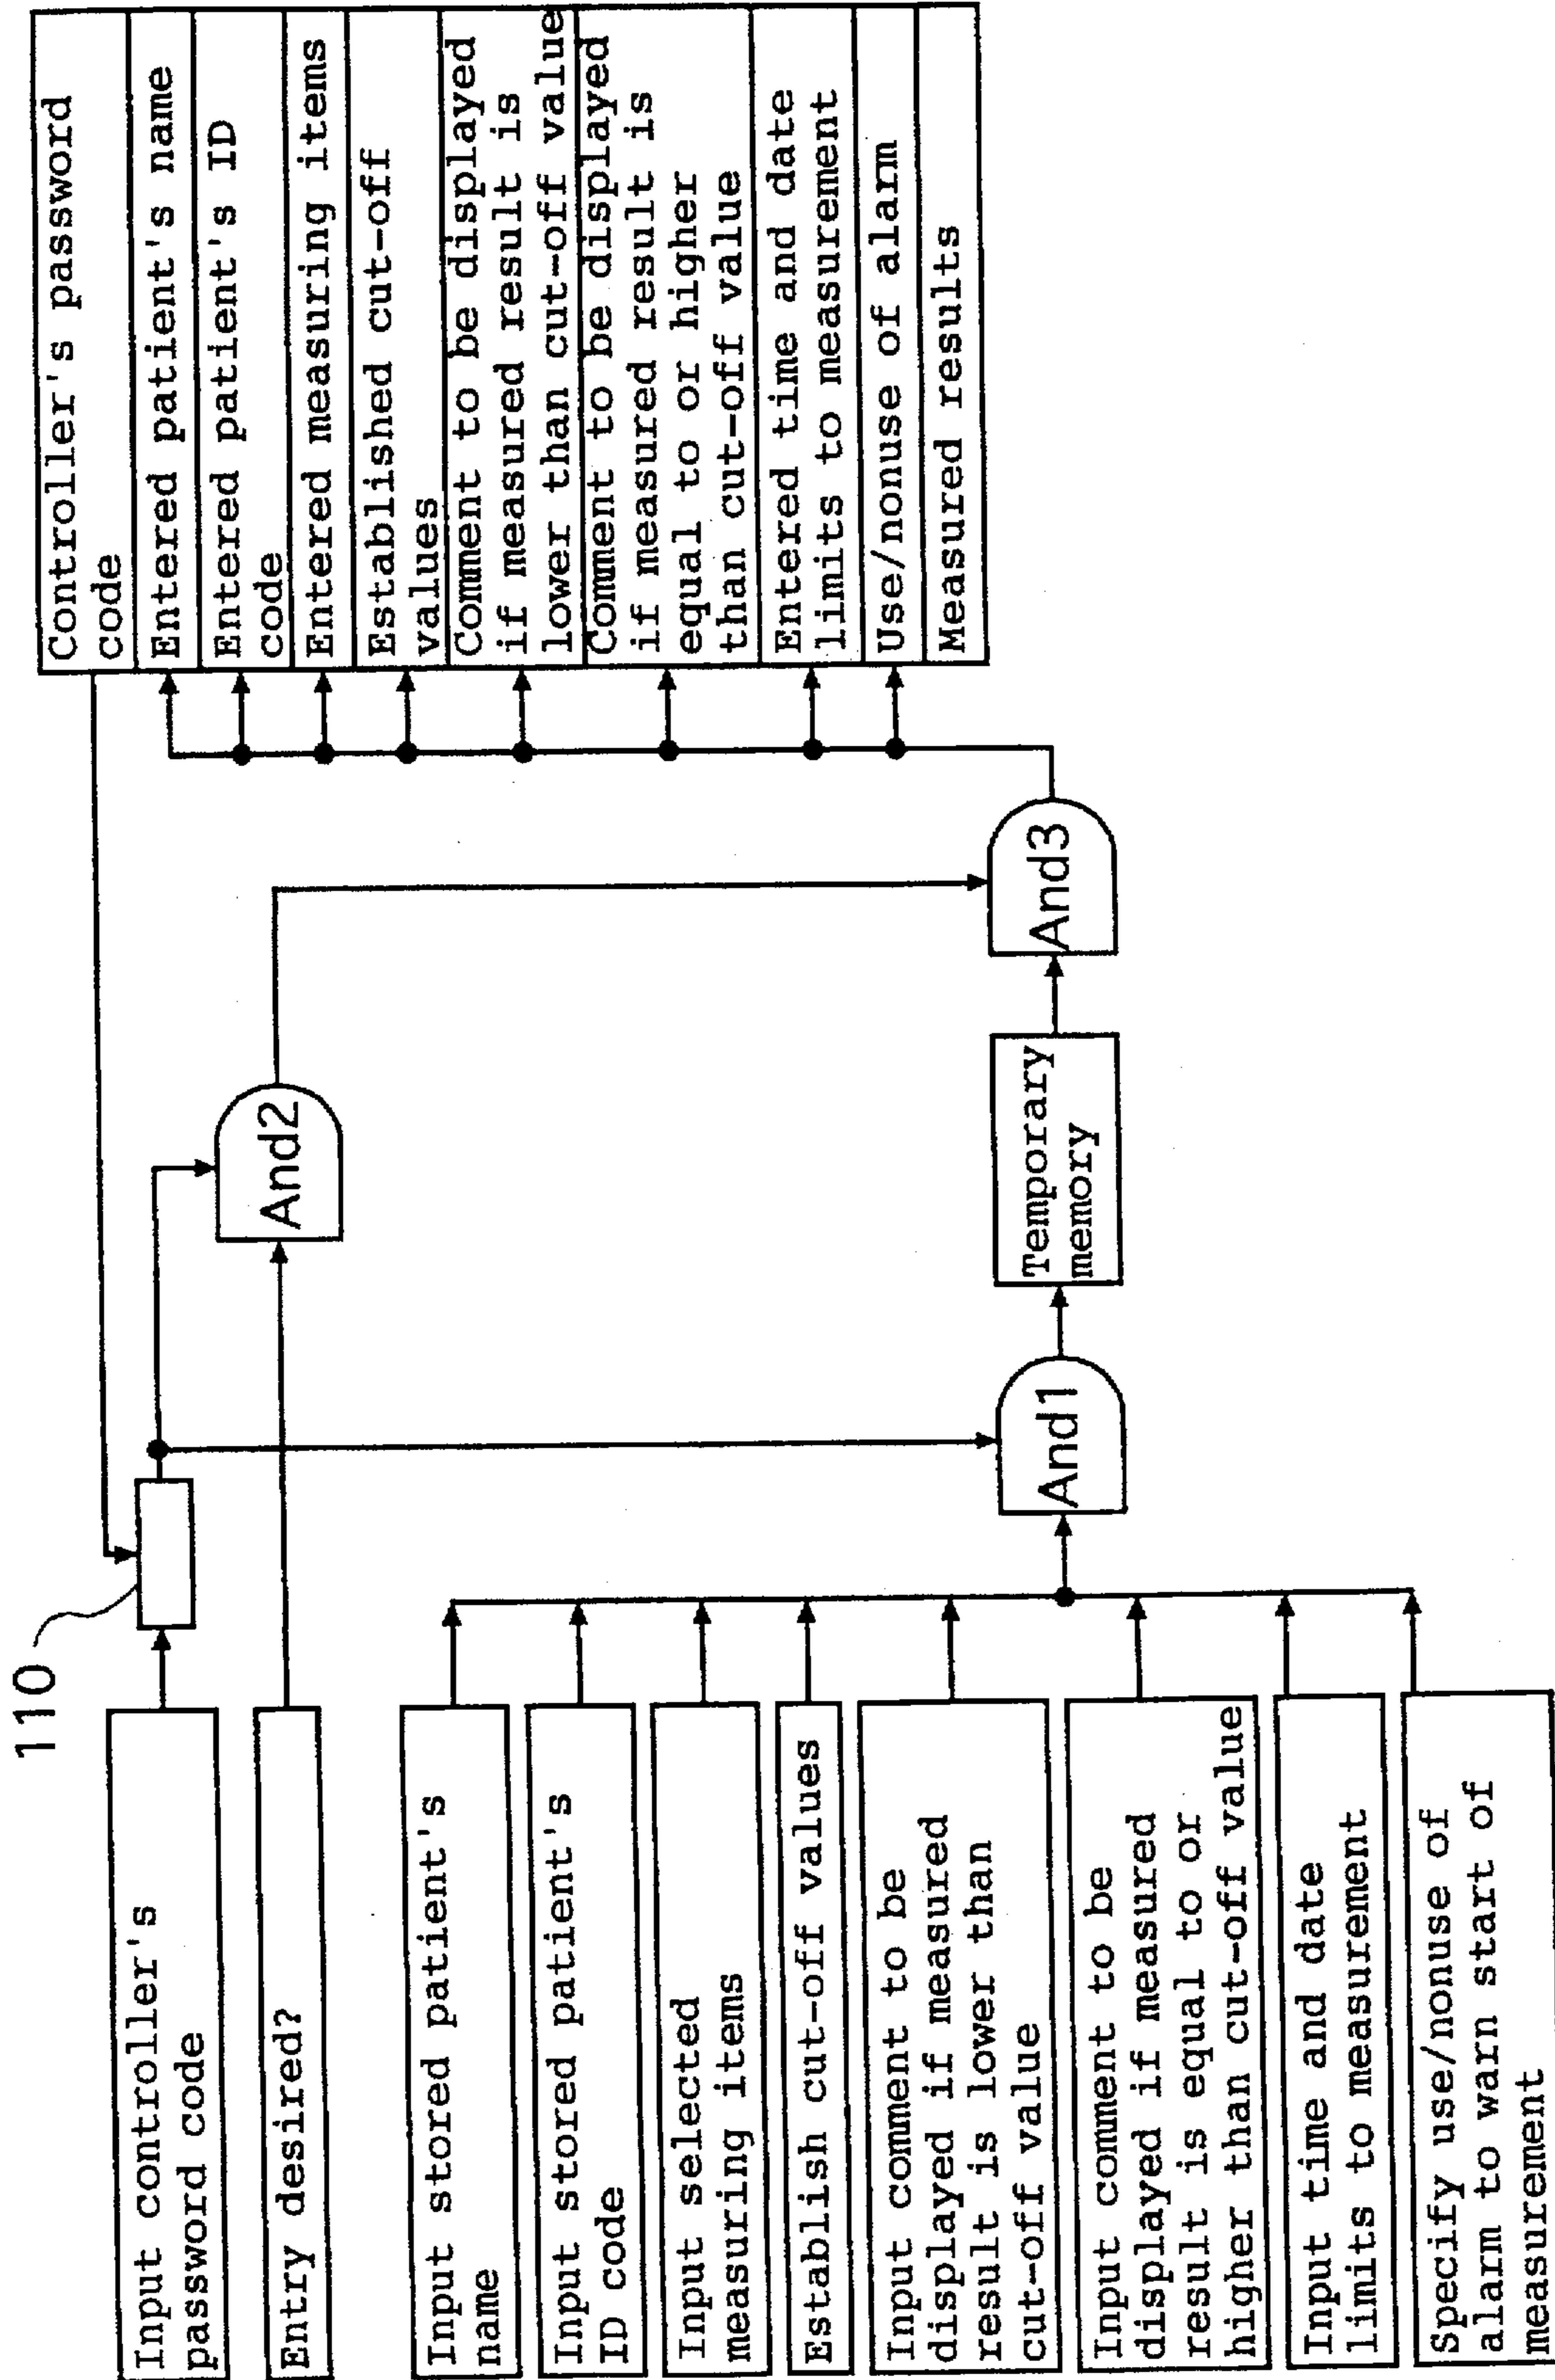 110
Input controller's
password code
Entry desired?
Input stored patient's
name
Input stored patient's
ID code
Input selected
measuring items
Establish cut-off values
Input comment to be
displayed if measured
result is lower than
cut-off value
Input comment to be
displayed if measured
result is equal to or
higher than cut-off value
Input time and date
limits to measurement
Specify use/nonuse of
alarm to warn start of
measurement
And1
And2
Temporary
memory
And3
Controller's password
code
Entered patient's name
Entered patient's ID
code
Entered measuring items
Established cut-off
values
Comment to be displayed
if measured result is
lower than cut-off value
Comment to be displayed
if measured result is
equal to or higher
than cut-off value
Entered time and date
limits to measurement
Use/nonuse of alarm
Measured results